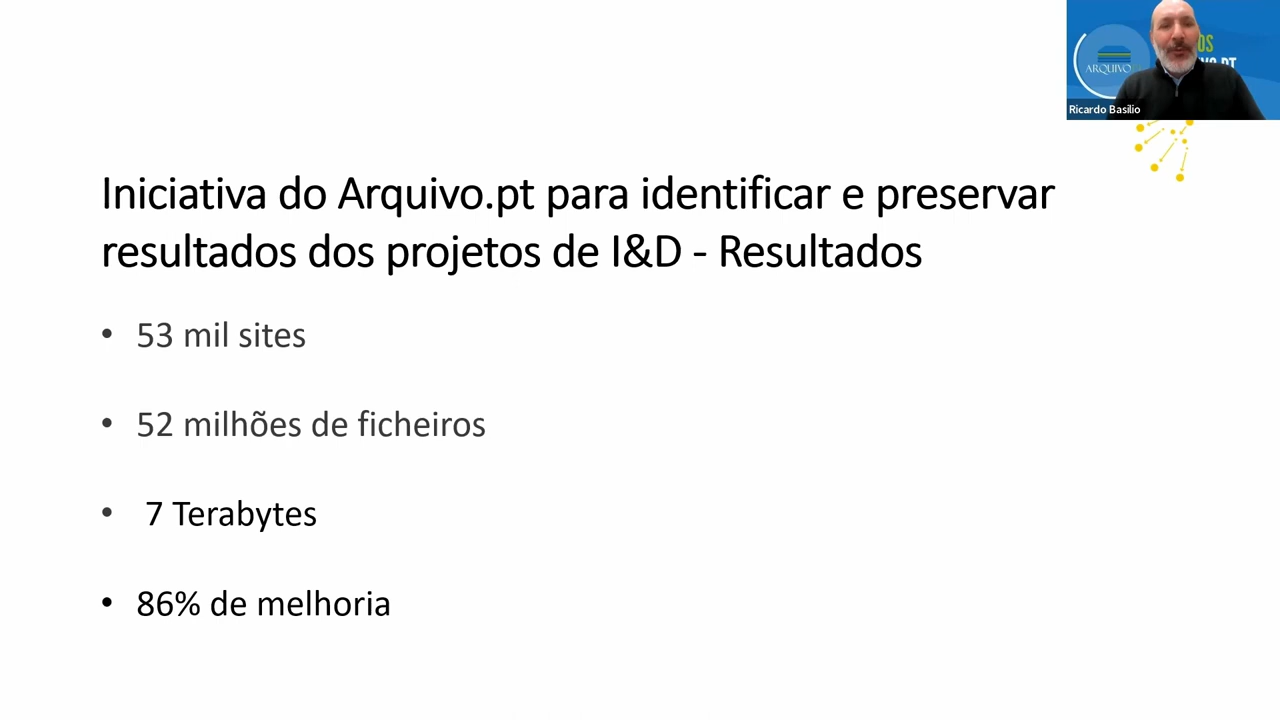 ARQUIVO
Ricardo Basílio
Iniciativa do Arquivo.pt para identificar e preservar
resultados dos projetos de I&D - Resultados
• 53 mil sites
• 52 milhões de ficheiros
• 7 Terabytes
• 86% de melhoria